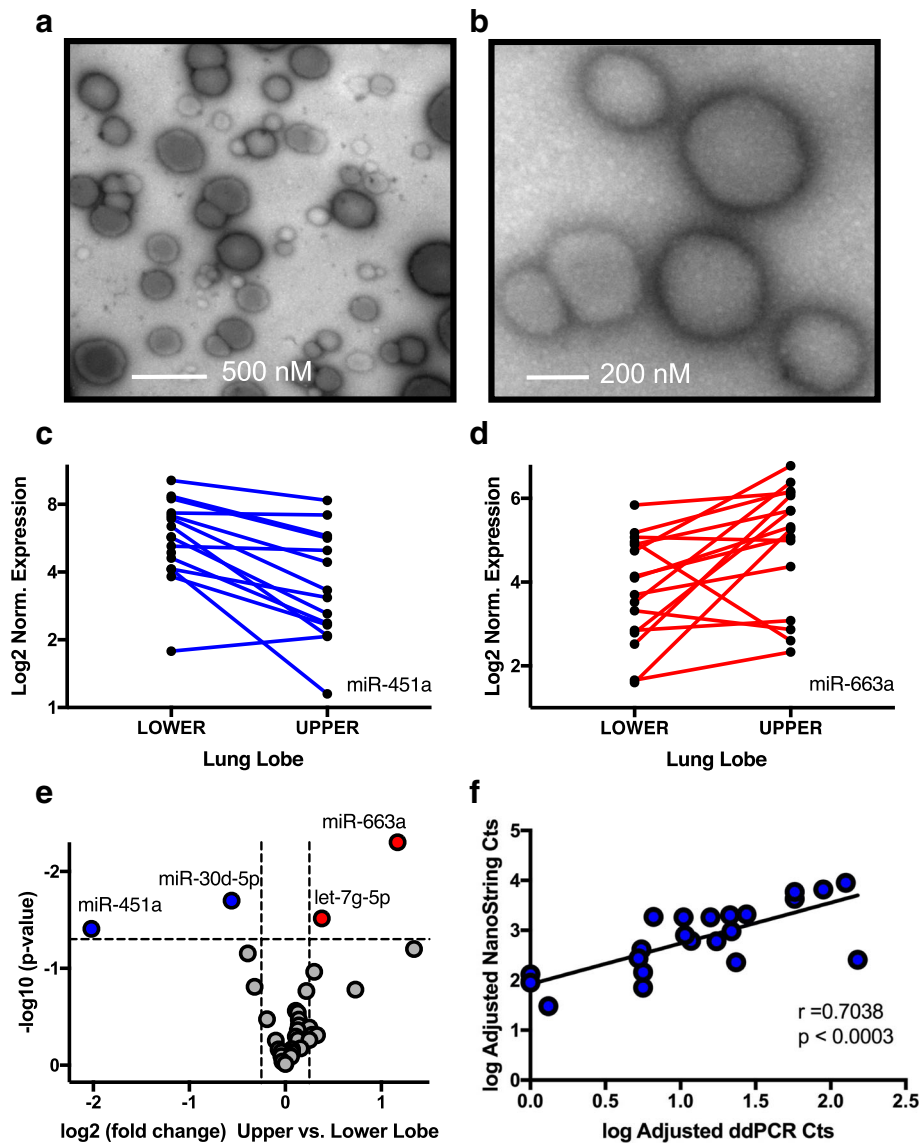 a
b
500 nM
200 nM
c
d
Log2 Norm. Expression
8
4
2
1
miR-451a
LOWER
UPPER
Lung Lobe
Log2 Norm. Expression
6
4
2
miR-663a
LOWER
UPPER
Lung Lobe
e
f
-log10 (p-value)
-2
-1
0
miR-663a
miR-30d-5p
let-7g-5p
miR-451a
-2
-1
0
1
log2 (fold change) Upper vs. Lower Lobe
log Adjusted NanoString Cts
5
4
3
2
1
0
r =0.7038
p < 0.0003
0.0
0.5
1.0
1.5
2.0
2.5
log Adjusted ddPCR Cts